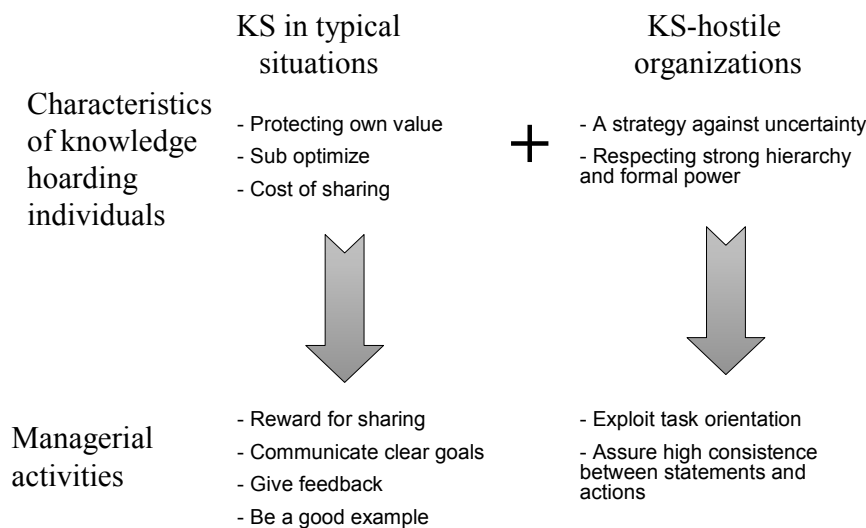 KS in typical
situations
KS-hostile
organizations
Characteristics
of knowledge
hoarding
individuals
- Protecting own value
- Sub optimize
- Cost of sharing
+
- A strategy against uncertainty
- Respecting strong hierarchy
and formal power
Managerial
activities
- Reward for sharing
- Communicate clear goals
- Give feedback
- Be a good example
- Exploit task orientation
- Assure high consistence
between statements and
actions